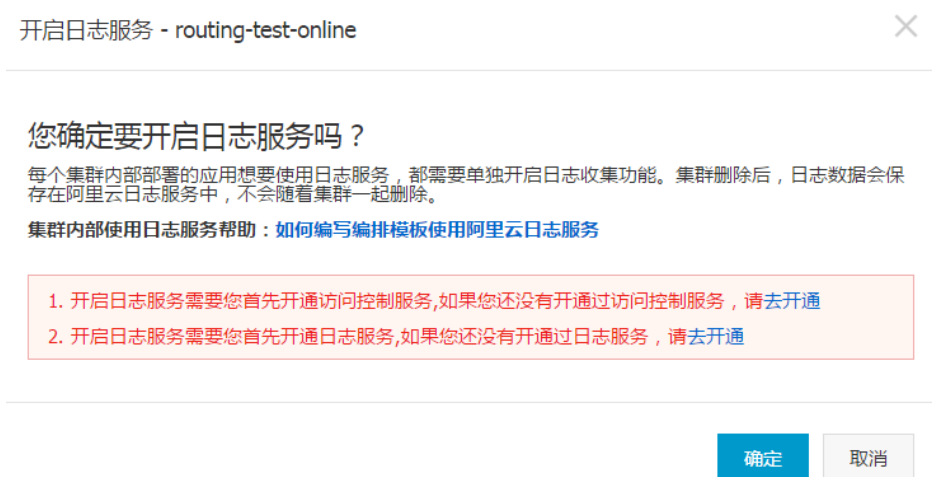 开启日志服务 - routing-test-online
您确定要开启日志服务吗？
每个集群内部部署的应用想要使用日志服务，都需要单独开启日志收集功能。集群删除后，日志数据会保
存在阿里云日志服务中，不会随着集群一起删除。
集群内部使用日志服务帮助：如何编写编排模板使用阿里云日志服务
1. 开启日志服务需要您首先开通访问控制服务,如果您还没有开通过访问控制服务，请去开通
2. 开启日志服务需要您首先开通日志服务,如果您还没有开通过日志服务，请去开通
确定 取消